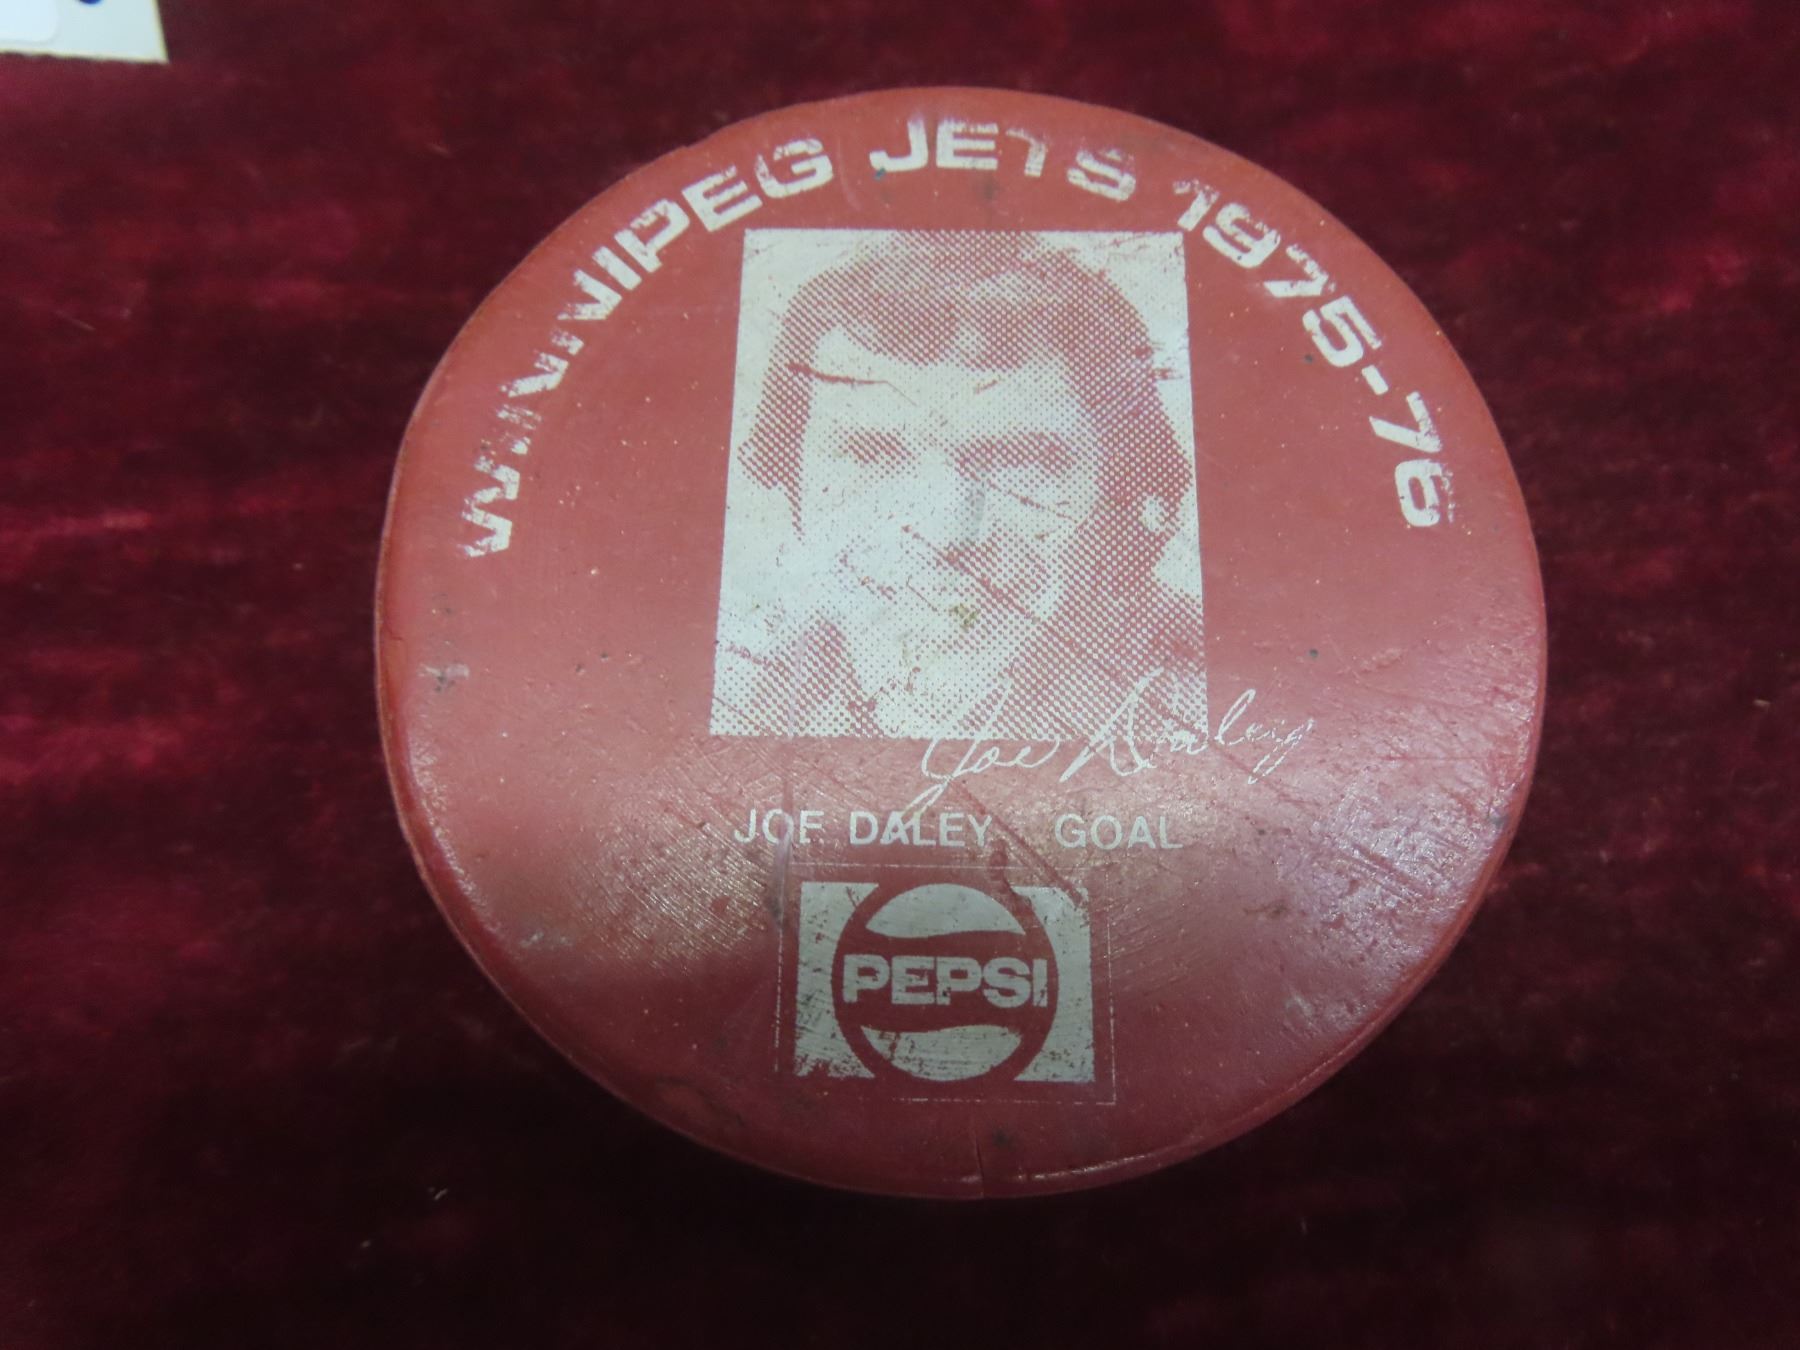 WINNIPEG JETS 1975-76
Joe Daley
JOE DALEY GOAL
PEPSI